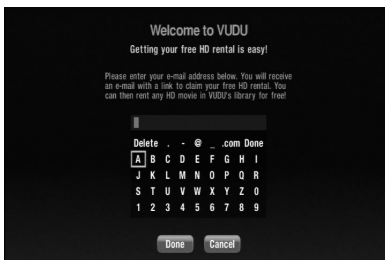 Welcome to VUDU
Getting your free HD rental is easy!
Please enter your e-mail address below. You will receive
an e-mail with a link to claim your free HD rental. You
can then rent any HD movie in VUDU's library for free!
Delete . - @ _ .com Done
A B C D E F G H I
J K L M N O P Q R
S T U V W X Y Z 0
1 2 3 4 5 6 7 8 9
Done Cancel